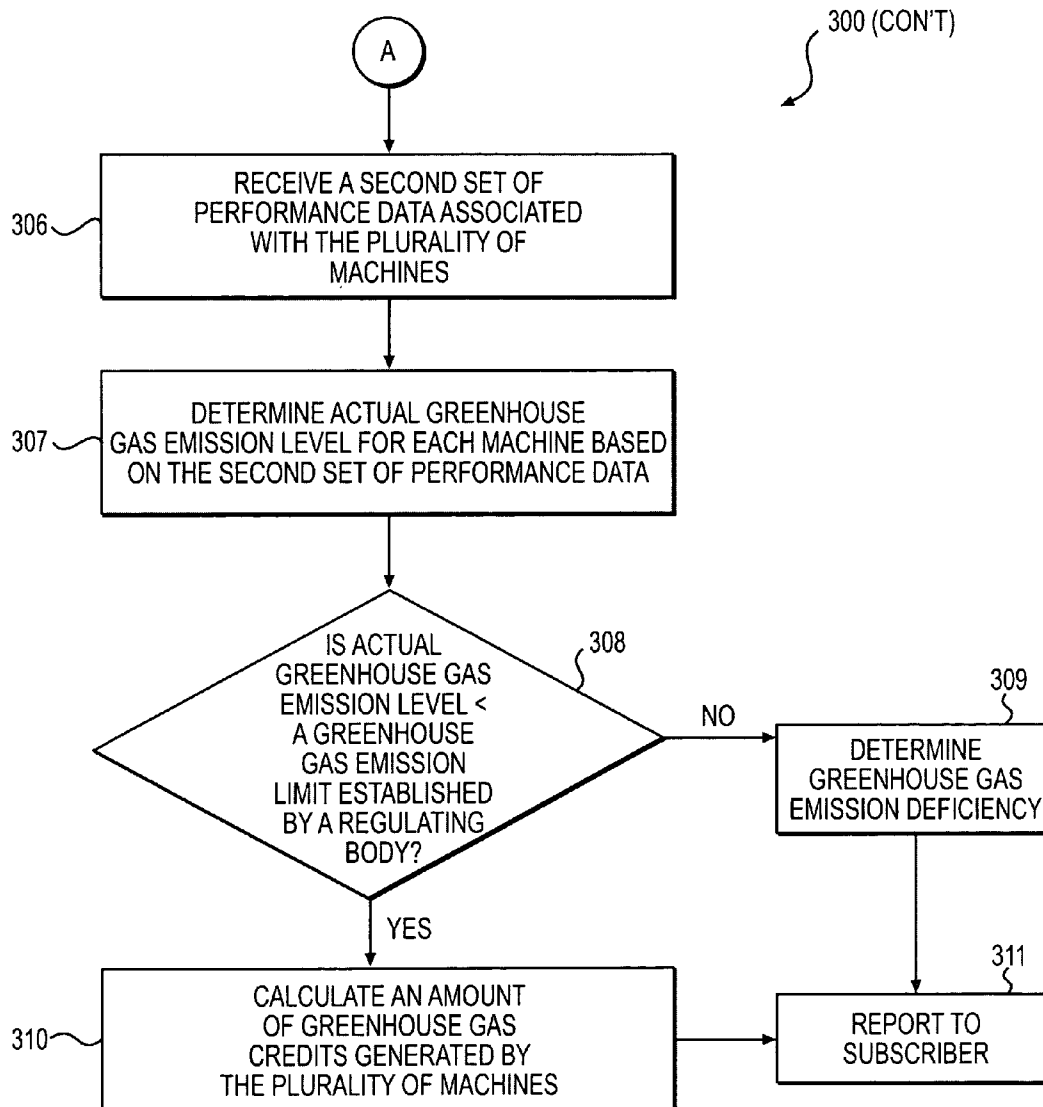 300 (CON'T)
A
306
RECEIVE A SECOND SET OF
PERFORMANCE DATA ASSOCIATED
WITH THE PLURALITY OF
MACHINES
307
DETERMINE ACTUAL GREENHOUSE
GAS EMISSION LEVEL FOR EACH MACHINE BASED
ON THE SECOND SET OF PERFORMANCE DATA
308
IS ACTUAL
GREENHOUSE GAS
EMISSION LEVEL <
A GREENHOUSE
GAS EMISSION
LIMIT ESTABLISHED
BY A REGULATING
BODY?
NO
309
DETERMINE
GREENHOUSE GAS
EMISSION DEFICIENCY
YES
310
CALCULATE AN AMOUNT
OF GREENHOUSE GAS
CREDITS GENERATED BY
THE PLURALITY OF MACHINES
311
REPORT TO
SUBSCRIBER